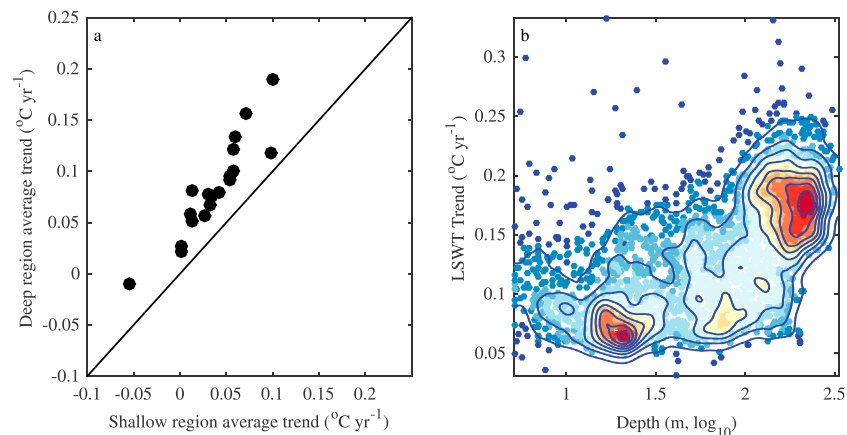 a
0.25
0.2
0.15
0.1
0.05
0
-0.05
-0.1
-0.1 -0.05 0 0.05 0.1 0.15 0.2
Deep region average trend (°C yr⁻¹)
Shallow region average trend (°C yr⁻¹)
b
0.3
0.25
0.2
0.15
0.1
0.05
1 1.5 2 2.5
LSWT Trend (°C yr⁻¹)
Depth (m, log₁₀)